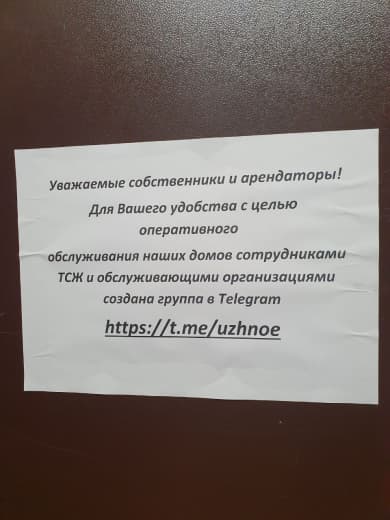 Уважаемые собственники и арендаторы!
Для Вашего удобства с целью
оперативного
обслуживания наших домов сотрудниками
ТСЖ и обслуживающими организациями
создана группа в Telegram
https://t.me/uzhnoe